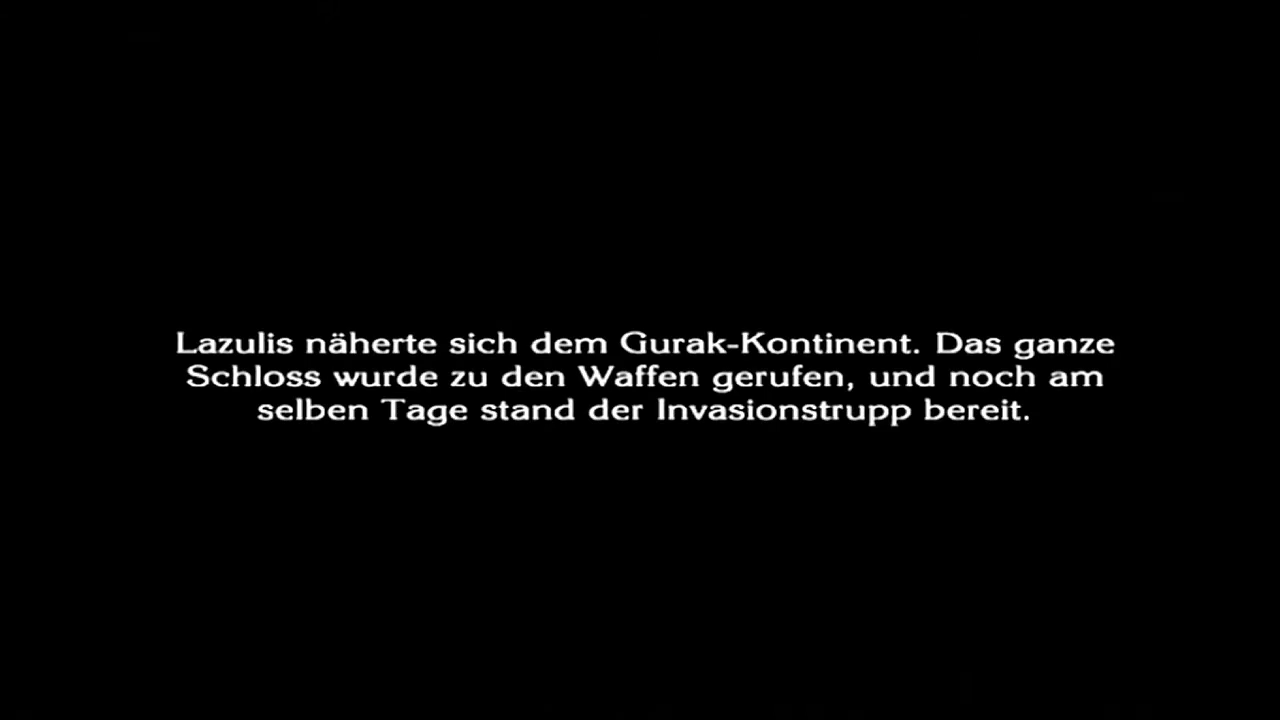 Lazulis näherte sich dem Gurak-Kontinent. Das ganze
Schloss wurde zu den Waffen gerufen, und noch am
selben Tage stand der Invasionstrupp bereit.